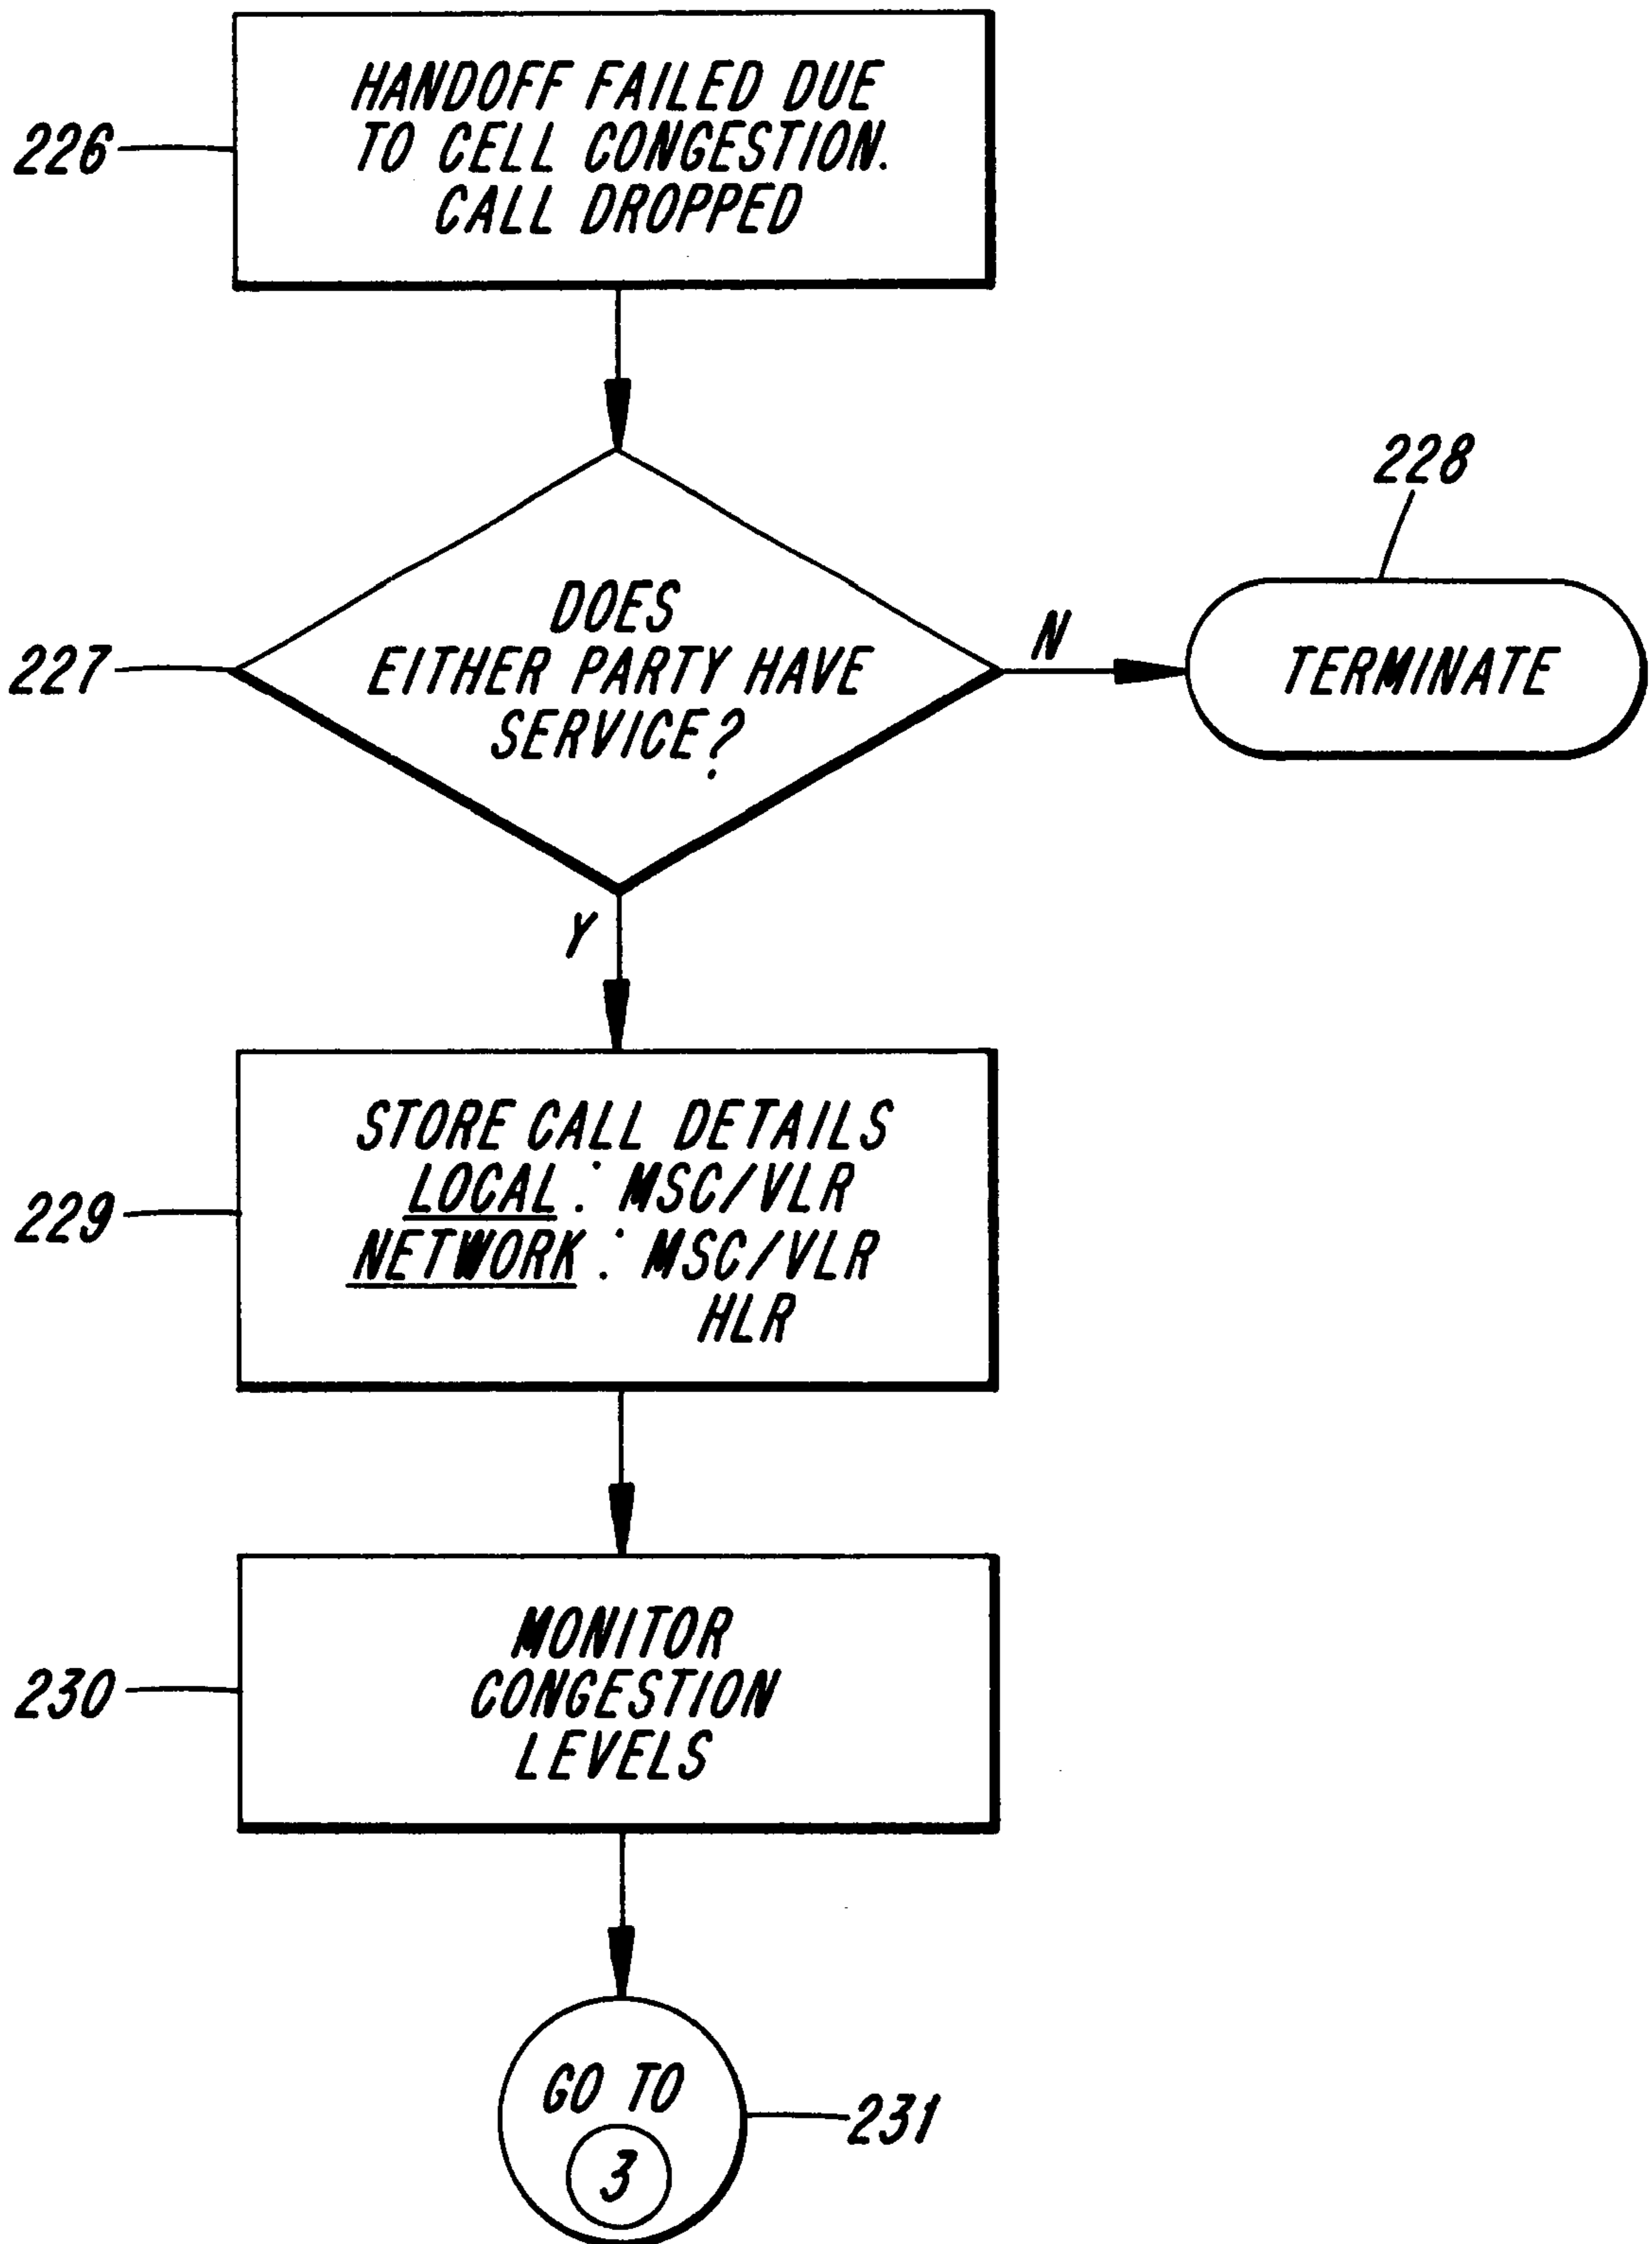 226
HANDOFF FAILED DUE
TO CELL CONGESTION.
CALL DROPPED
228
227
DOES
EITHER PARTY HAVE
SERVICE?
N
TERMINATE
Y
229
STORE CALL DETAILS
LOCAL: MSC/VLR
NETWORK: MSC/VLR
HLR
230
MONITOR
CONGESTION
LEVELS
GO TO
3
231